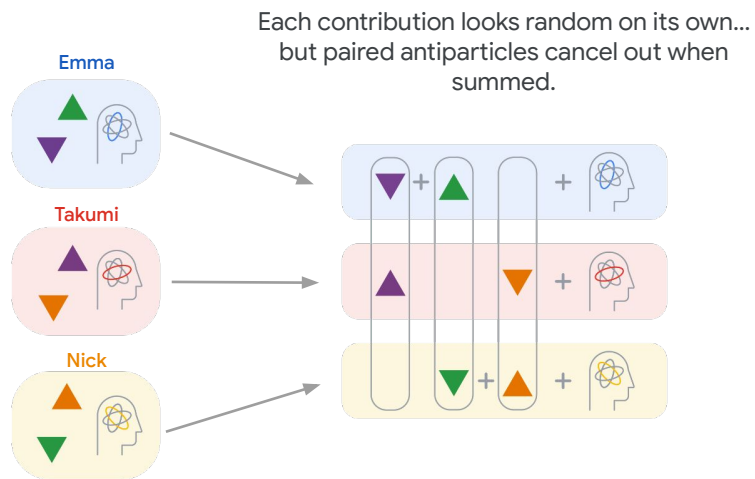 Each contribution looks random on its own...
but paired antiparticles cancel out when
summed.
Emma
Takumi
Nick
+ +
+
+ +